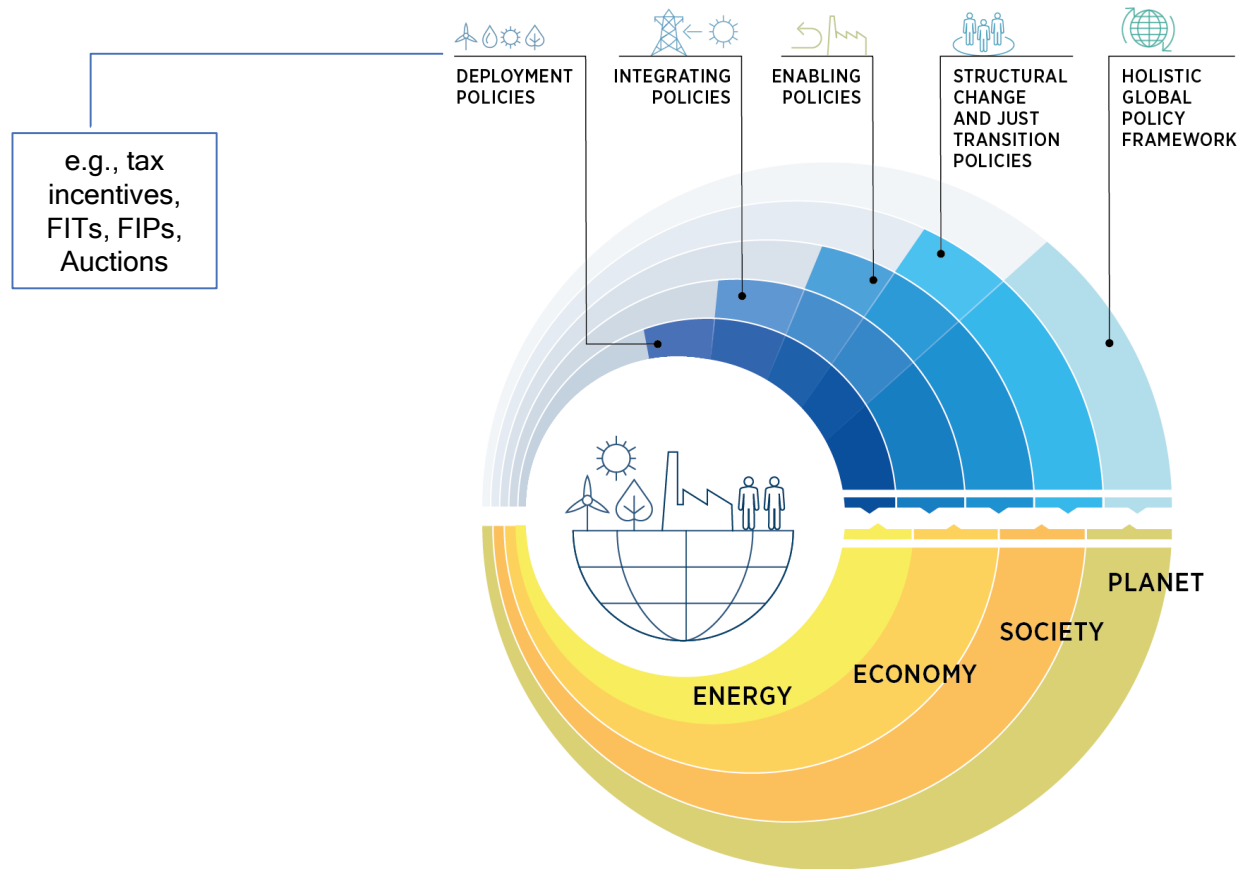 DEPLOYMENT
POLICIES
INTEGRATING
POLICIES
ENABLING
POLICIES
STRUCTURAL
CHANGE
AND JUST
TRANSITION
POLICIES
HOLISTIC
GLOBAL
POLICY
FRAMEWORK
e.g., tax
incentives,
FITs, FIPs,
Auctions
PLANET
SOCIETY
ECONOMY
ENERGY